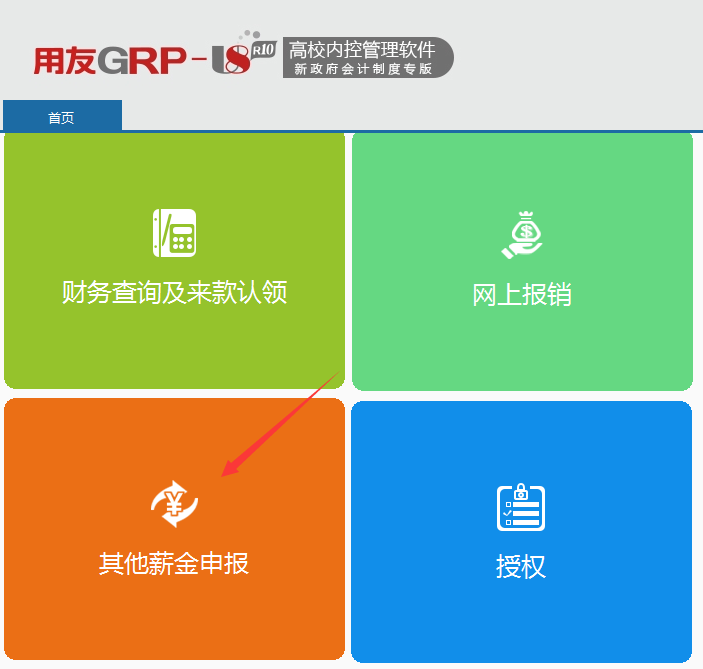 用友GRP-U8 R10 高校内控管理软件
新政府会计制度专版
首页
财务查询及来款认领
网上报销
其他薪金申报
授权